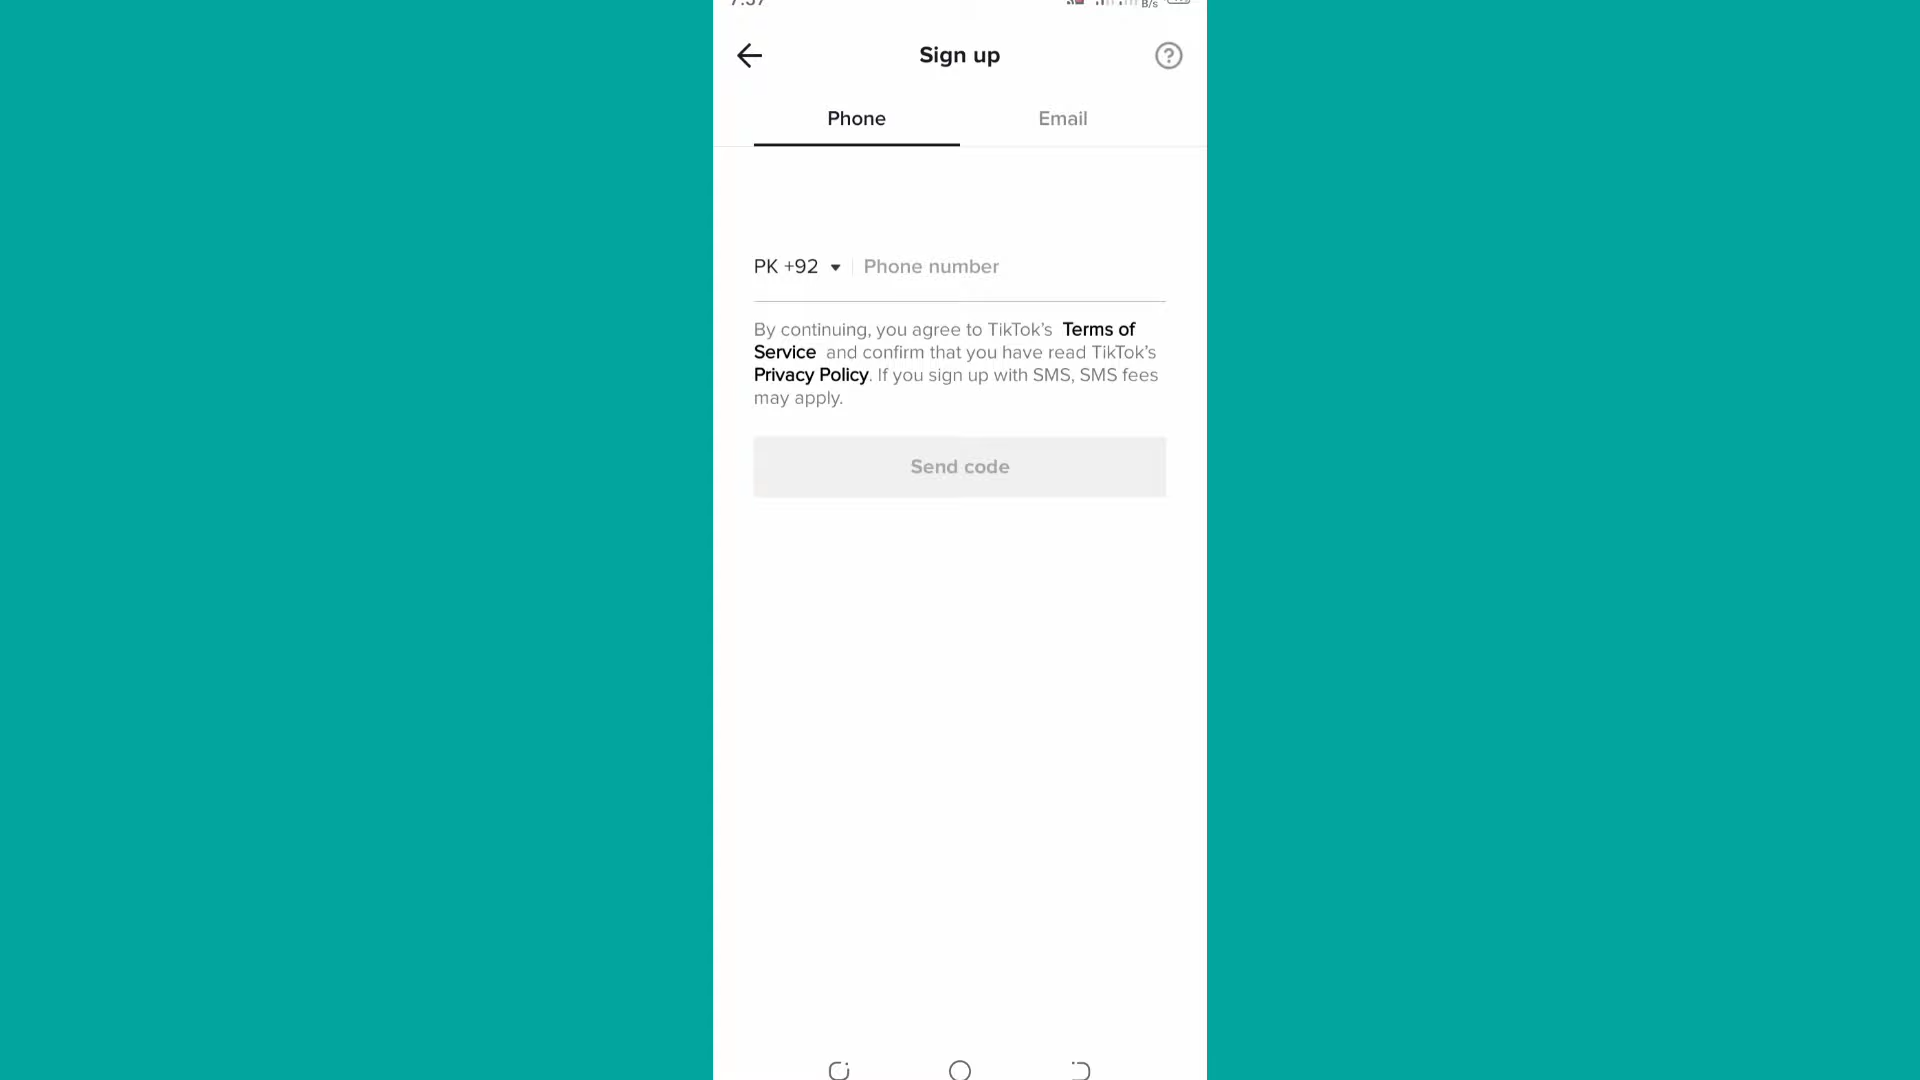 B/s
Sign up
Phone Email
PK +92 Phone number
By continuing, you agree to TikTok’s Terms of
Service and confirm that you have read TikTok’s
Privacy Policy. If you sign up with SMS, SMS fees
may apply.
Send code